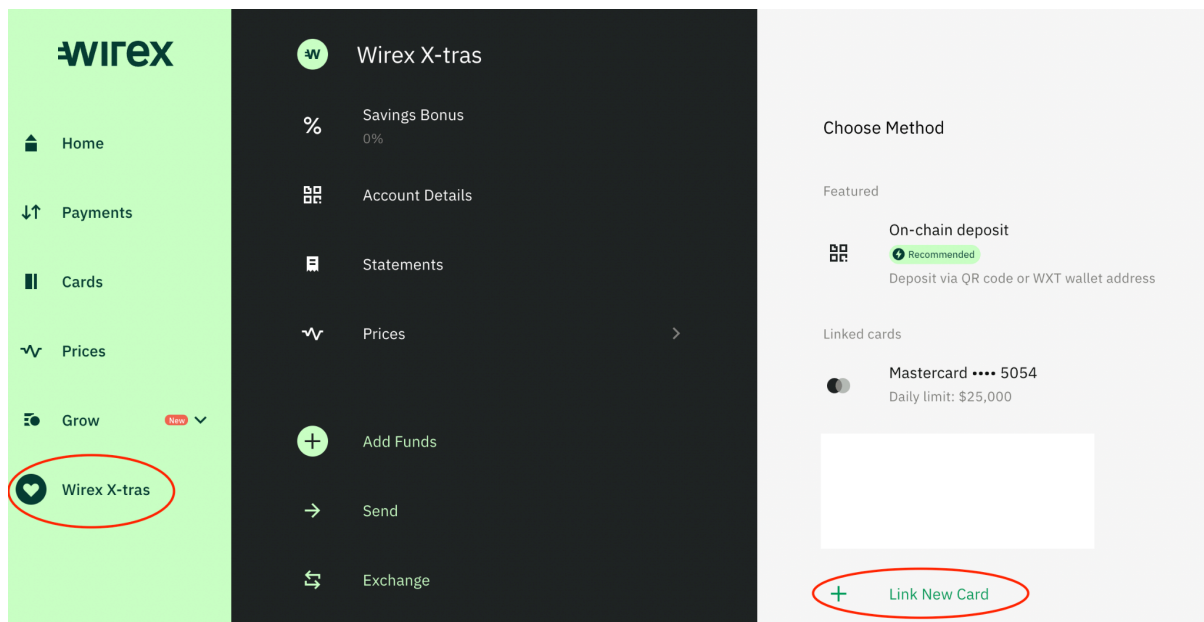 wirex
Home
Payments
Cards
Prices
Grow New
Wirex X-tras
W Wirex X-tras
% Savings Bonus
0%
Account Details
Statements
Prices
Add Funds
Send
Exchange
Choose Method
Featured
On-chain deposit
Recommended
Deposit via QR code or WXT wallet address
Linked cards
Mastercard •••• 5054
Daily limit: $25,000
+ Link New Card